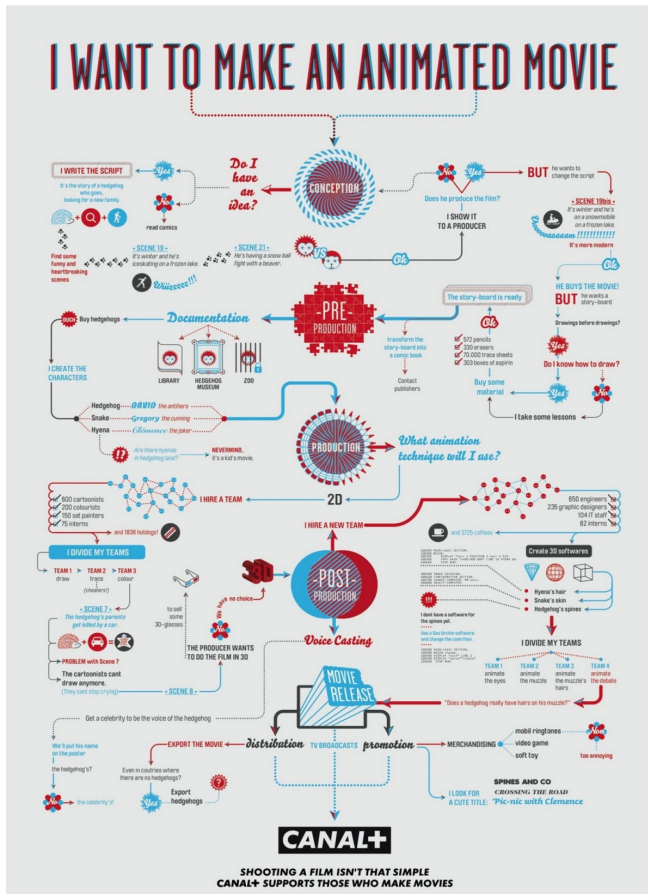 I WANT TO MAKE AN ANIMATED MOVIE
CONCEPTION
Do I
have
an
idea?
Yes
No
read comics
I WRITE THE SCRIPT
It's the story of a hedgehog
who goes,
looking for a new family.
Find some
funny and
heartbreaking
scenes
• SCENE 19 •
It's winter and he's
iceskating on a frozen lake.
Wiiizeeee!!!
• SCENE 21 •
He's having a snow ball
fight with a beaver.
VS
Ok
I SHOW IT
TO A PRODUCER
Does he produce the film?
No
Yes
BUT he wants to
change the script
• SCENE 19bis •
It's winter and he's
on a snowmobile
on a frozen lake.
It's more modern
Ok
HE BUYS THE MOVIE!
BUT he wants a
story-board
Drawings before drawings?
Yes
Do I know how to draw?
Yes
No
I take some lessons
Buy some
material
572 pencils
330 erasers
70.000 trace sheets
303 boxes of aspirin
Ok
The story-board is ready
transform the
story-board into
a comic book
Contact
publishers
-PRE-
PRODUCTION
Documentation
LIBRARY
HEDGEHOG
MUSEUM
ZOO
OUCH! Buy hedgehogs
I CREATE THE
CHARACTERS
Hedgehog DAVID the antihero
Snake Gregory the cunning
Hyena Clémence the joker
!?
Are there hyenas
in hedgehog land?
NEVERMIND,
it's a kid's movie.
PRODUCTION
What animation
technique will I use?
2D
I HIRE A TEAM
600 cartoonists
200 colourists
150 set painters
75 interns
and 1836 hotdogs!
I DIVIDE MY TEAMS
TEAM 1
draw
TEAM 2
trace
(cheaters!)
TEAM 3
colour
• SCENE 7 •
The hedgehog's parents
get killed by a car.
PROBLEM with Scene 7
The cartoonists cant
draw anymore.
(They cant stop crying)
• SCENE 8 •
THE PRODUCER WANTS
TO DO THE FILM IN 3D
to sell
some
3D-glasses
No
We have no choice
3D
I HIRE A NEW TEAM
650 engineers
235 graphic designers
104 IT staff
82 interns
and 3725 coffees
Create 3D softwares
Hyena's hair
Snake's skin
Hedgehog's spines
!!!
I dont have a software for
the spines yet.
Use a Sea Urchin software
and change the code then.
I DIVIDE MY TEAMS
TEAM 1
animate
the eyes
TEAM 2
animate
the muzzle
TEAM 3
animate
the muzzle's
hairs
TEAM 4
animate
the debate
"Does a hedgehog really have hairs on his muzzle?"
-POST-
PRODUCTION
Voice Casting
Get a celebrity to be the voice of the hedgehog
We'll put his name
on the poster
the hedgehog's?
No
the celebrity's!
MOVIE
RELEASE
distribution
TV BROADCASTS
promotion
EXPORT THE MOVIE
Even in coutries where
there are no hedgehogs?
Yes
Export
hedgehogs
?
MERCHANDISING
mobil ringtones
video game
soft toy
Non
too annoying
I LOOK FOR
A CUTE TITLE:
SPINES AND CO
CROSSING THE ROAD
"Pic-nic with Clemence
CANAL+
SHOOTING A FILM ISN'T THAT SIMPLE
CANAL+ SUPPORTS THOSE WHO MAKE MOVIES